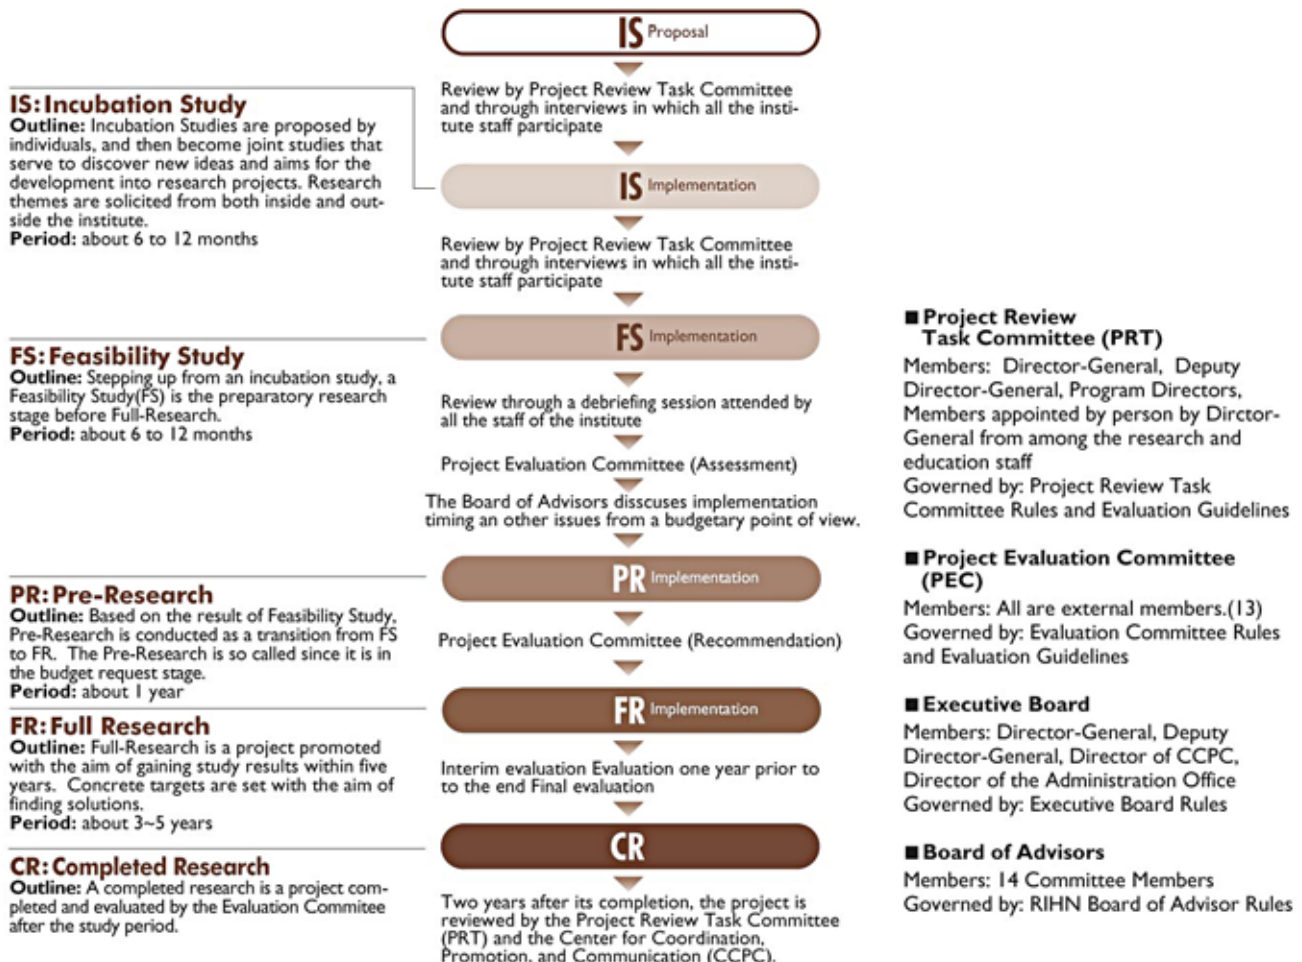 IS Proposal
Review by Project Review Task Committee
and through interviews in which all the insti-
tute staff participate
IS Implementation
Review by Project Review Task Committee
and through interviews in which all the insti-
tute staff participate
FS Implementation
Review through a debriefing session attended by
all the staff of the institute
Project Evaluation Committee (Assessment)
The Board of Advisors disscuses implementation
timing an other issues from a budgetary point of view.
PR Implementation
Project Evaluation Committee (Recommendation)
FR Implementation
Interim evaluation Evaluation one year prior to
to the end Final evaluation
CR
Two years after its completion, the project is
reviewed by the Project Review Task Committee
(PRT) and the Center for Coordination,
Promotion, and Communication (CCPC).
IS: Incubation Study
Outline: Incubation Studies are proposed by
individuals, and then become joint studies that
serve to discover new ideas and aims for the
development into research projects. Research
themes are solicited from both inside and out-
side the institute.
Period: about 6 to 12 months
FS: Feasibility Study
Outline: Stepping up from an incubation study, a
Feasibility Study(FS) is the preparatory research
stage before Full-Research.
Period: about 6 to 12 months
PR: Pre-Research
Outline: Based on the result of Feasibility Study,
Pre-Research is conducted as a transition from FS
to FR. The Pre-Research is so called since it is in
the budget request stage.
Period: about 1 year
FR: Full Research
Outline: Full-Research is a project promoted
with the aim of gaining study results within five
years. Concrete targets are set with the aim of
finding solutions.
Period: about 3~5 years
CR: Completed Research
Outline: A completed research is a project com-
pleted and evaluated by the Evaluation Commitee
after the study period.
■ Project Review
Task Committee (PRT)
Members: Director-General, Deputy
Director-General, Program Directors,
Members appointed by person by Dirctor-
General from among the research and
education staff
Governed by: Project Review Task
Committee Rules and Evaluation Guidelines
■ Project Evaluation Committee
(PEC)
Members: All are external members.(13)
Governed by: Evaluation Committee Rules
and Evaluation Guidelines
■ Executive Board
Members: Director-General, Deputy
Director-General, Director of CCPC,
Director of the Administration Office
Governed by: Executive Board Rules
■ Board of Advisors
Members: 14 Committee Members
Governed by: RIHN Board of Advisor Rules